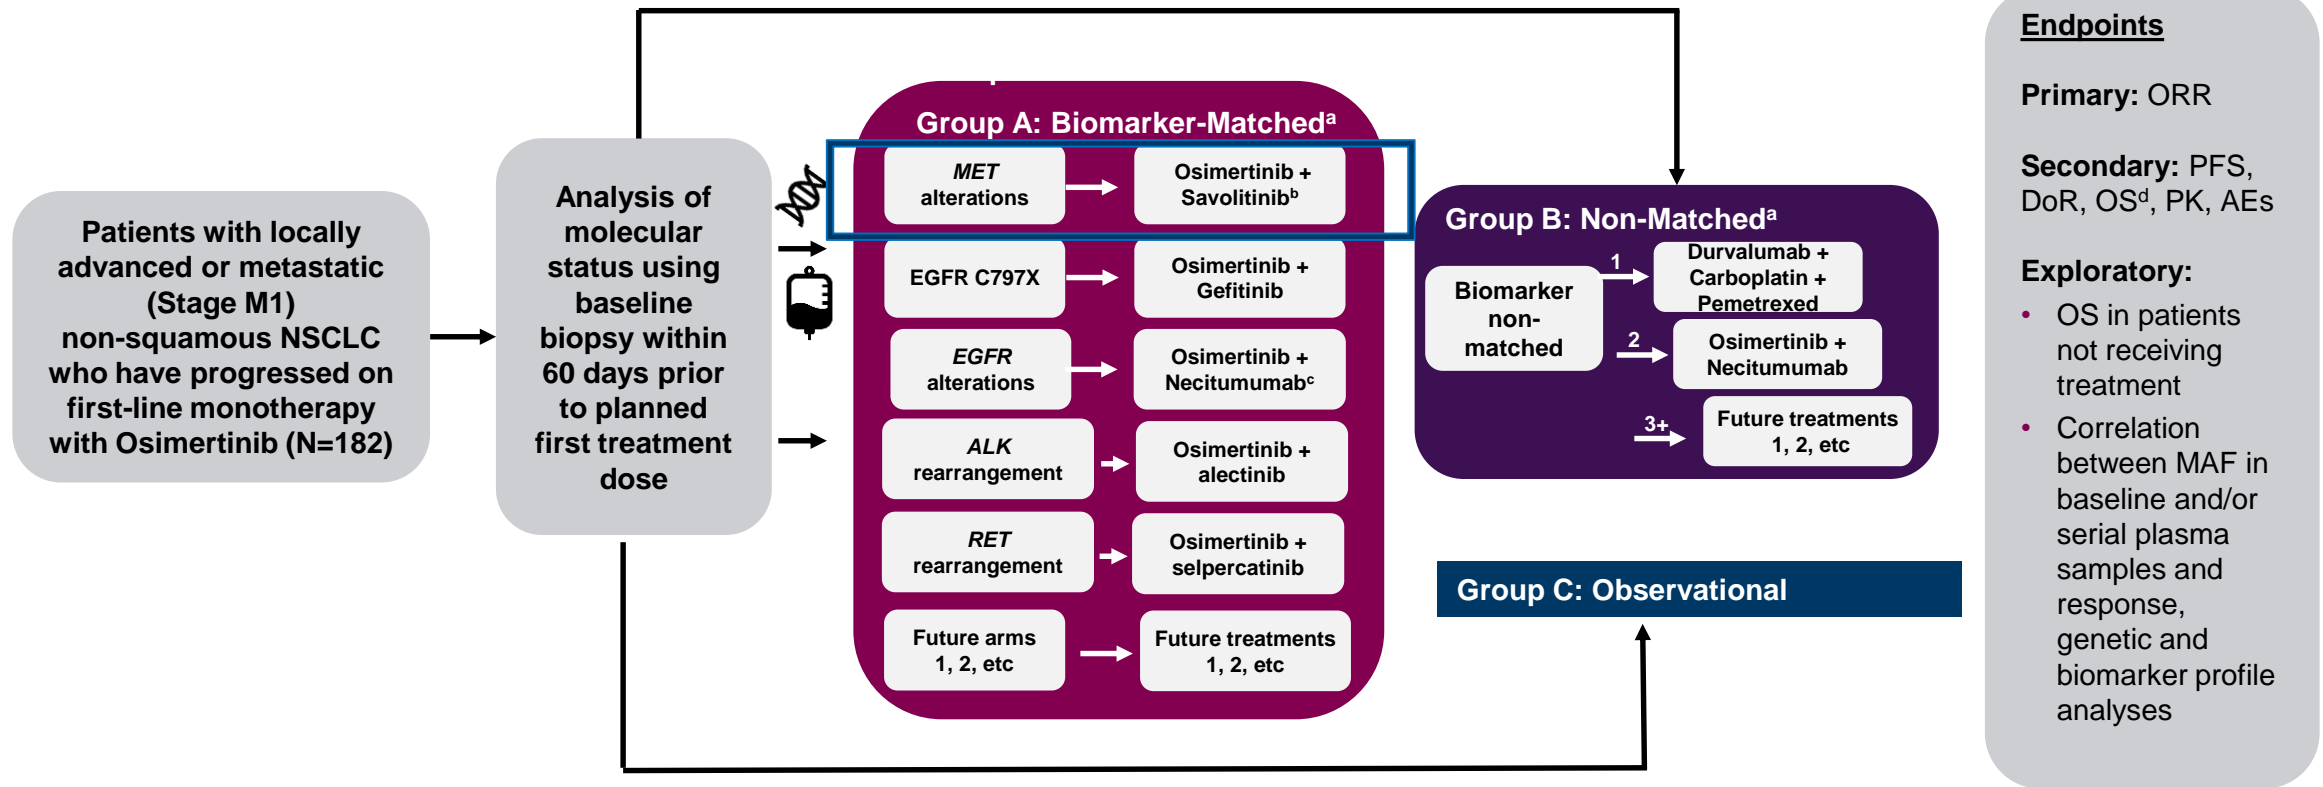 Patients with locally
advanced or metastatic
(Stage M1)
non-squamous NSCLC
who have progressed on
first-line monotherapy
with Osimertinib (N=182)
Analysis of
molecular
status using
baseline
biopsy within
60 days prior
to planned
first treatment
dose
Group A: Biomarker-Matchedᵃ
MET
alterations
Osimertinib +
Savolitinibᵇ
EGFR C797X
Osimertinib +
Gefitinib
EGFR
alterations
Osimertinib +
Necitumumabᶜ
ALK
rearrangement
Osimertinib +
alectinib
RET
rearrangement
Osimertinib +
selpercatinib
Future arms
1, 2, etc
Future treatments
1, 2, etc
Group B: Non-Matchedᵃ
Biomarker
non-
matched
1
Durvalumab +
Carboplatin +
Pemetrexed
2
Osimertinib +
Necitumumab
3+
Future treatments
1, 2, etc
Group C: Observational
Endpoints
Primary: ORR
Secondary: PFS,
DoR, OSᵈ, PK, AEs
Exploratory:
• OS in patients
not receiving
treatment
• Correlation
between MAF in
baseline and/or
serial plasma
samples and
response,
genetic and
biomarker profile
analyses